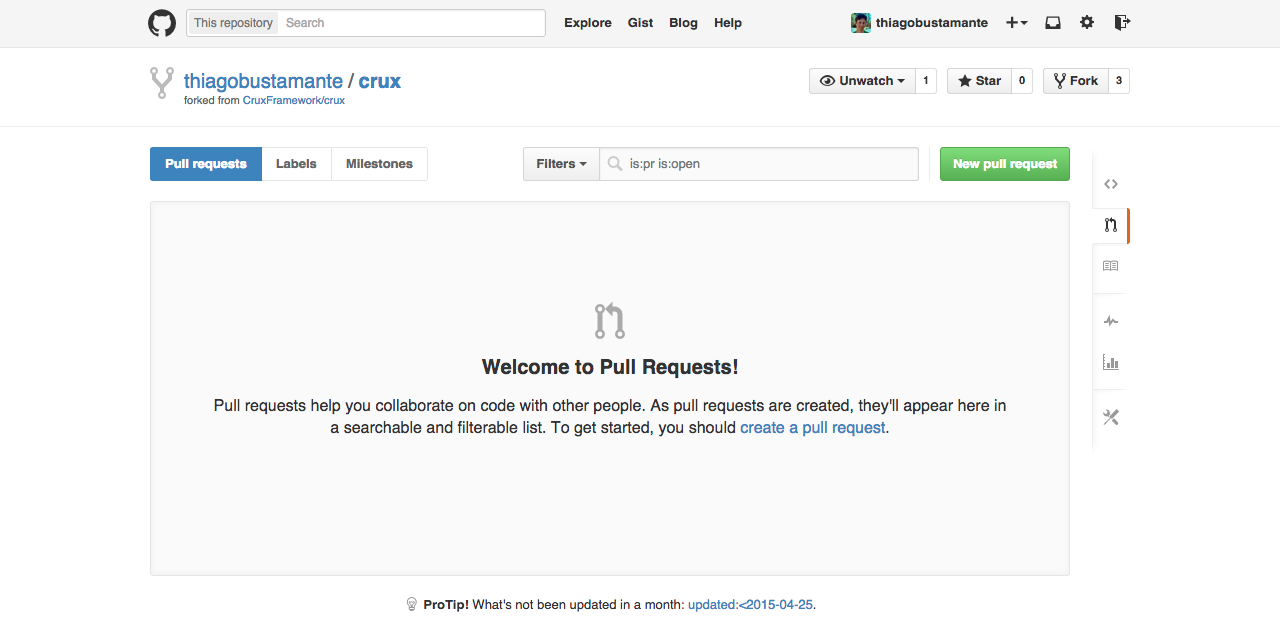 This repository Search Explore Gist Blog Help thiagobustamante
thiagobustamante / crux Unwatch 1 Star 0 Fork 3
forked from CruxFramework/crux
Pull requests Labels Milestones Filters is:pr is:open New pull request
Welcome to Pull Requests!
Pull requests help you collaborate on code with other people. As pull requests are created, they'll appear here in
a searchable and filterable list. To get started, you should create a pull request.
ProTip! What's not been updated in a month: updated:<2015-04-25.